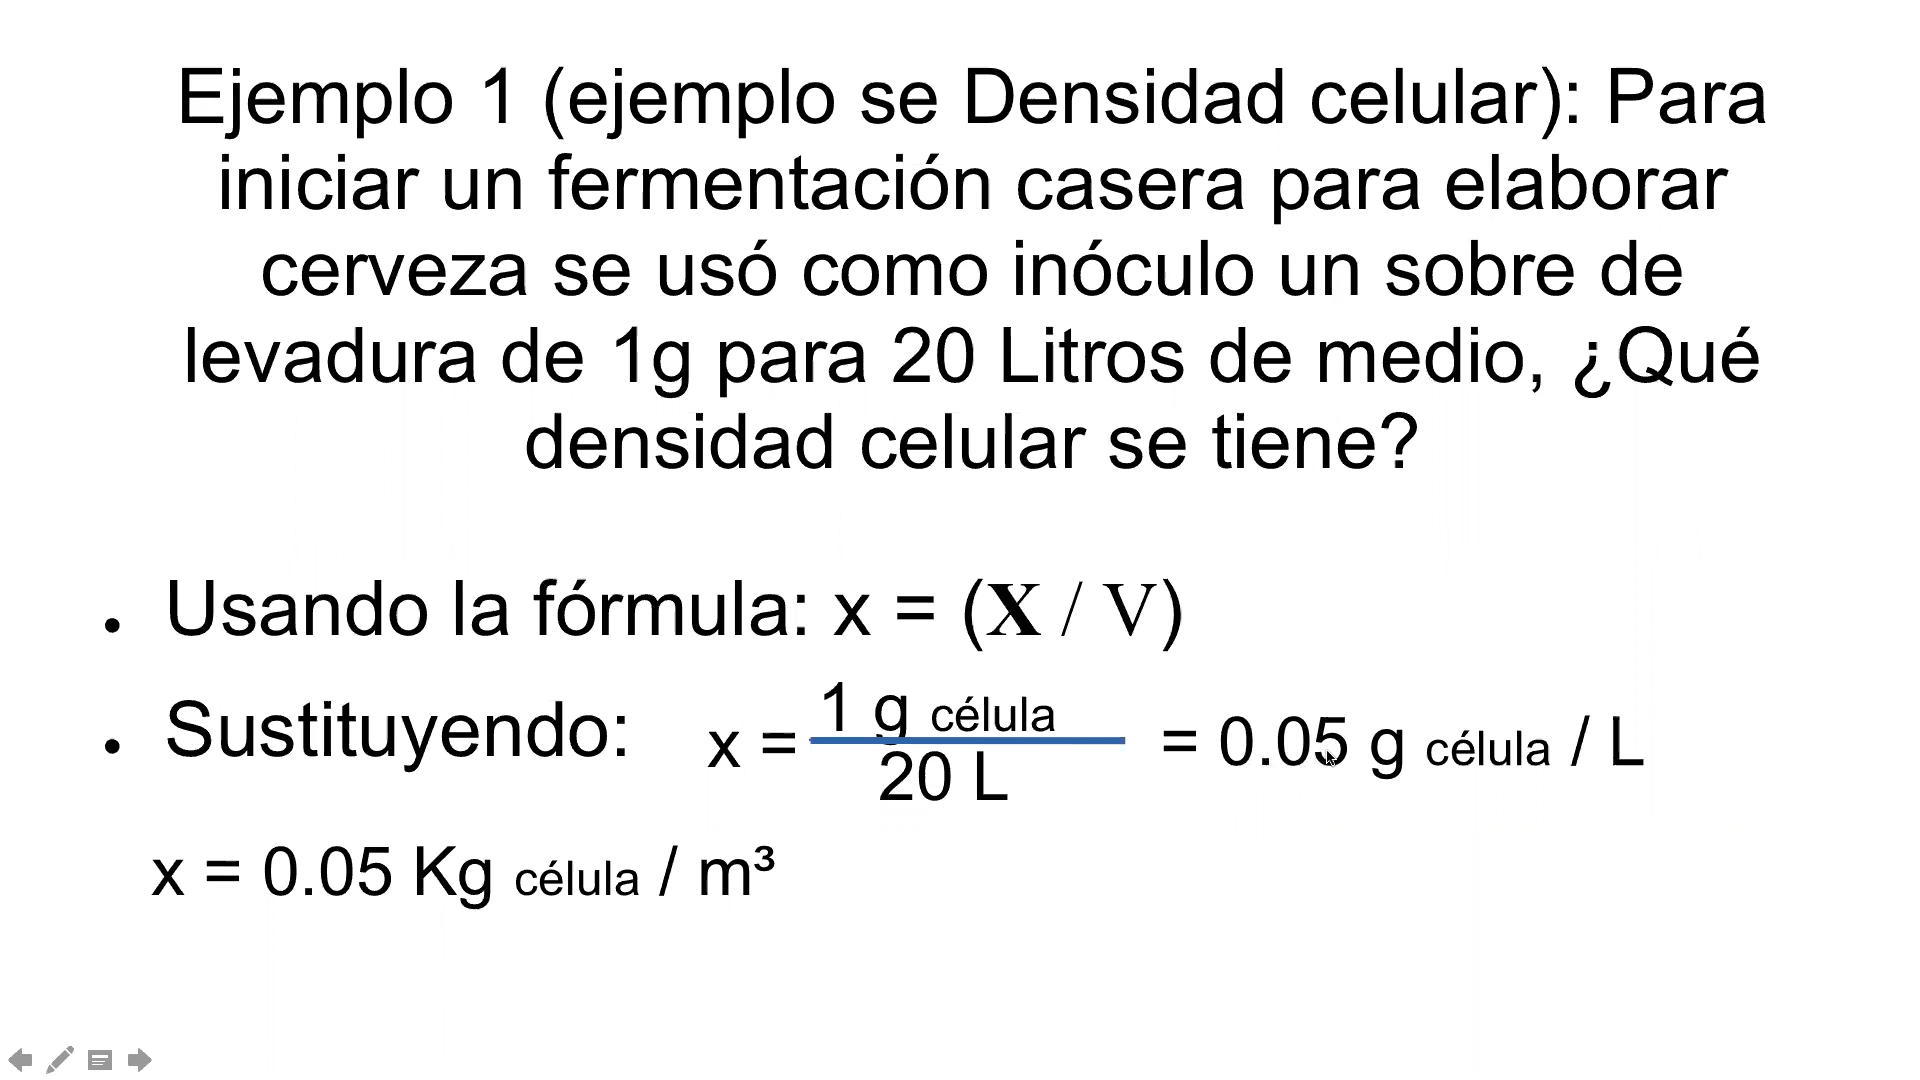 Ejemplo 1 (ejemplo se Densidad celular): Para
iniciar un fermentación casera para elaborar
cerveza se usó como inóculo un sobre de
levadura de 1g para 20 Litros de medio, ¿Qué
densidad celular se tiene?
• Usando la fórmula: x = (X / V)
• Sustituyendo: x = 1 g célula
20 L
= 0.05 g célula / L
x = 0.05 Kg célula / m³